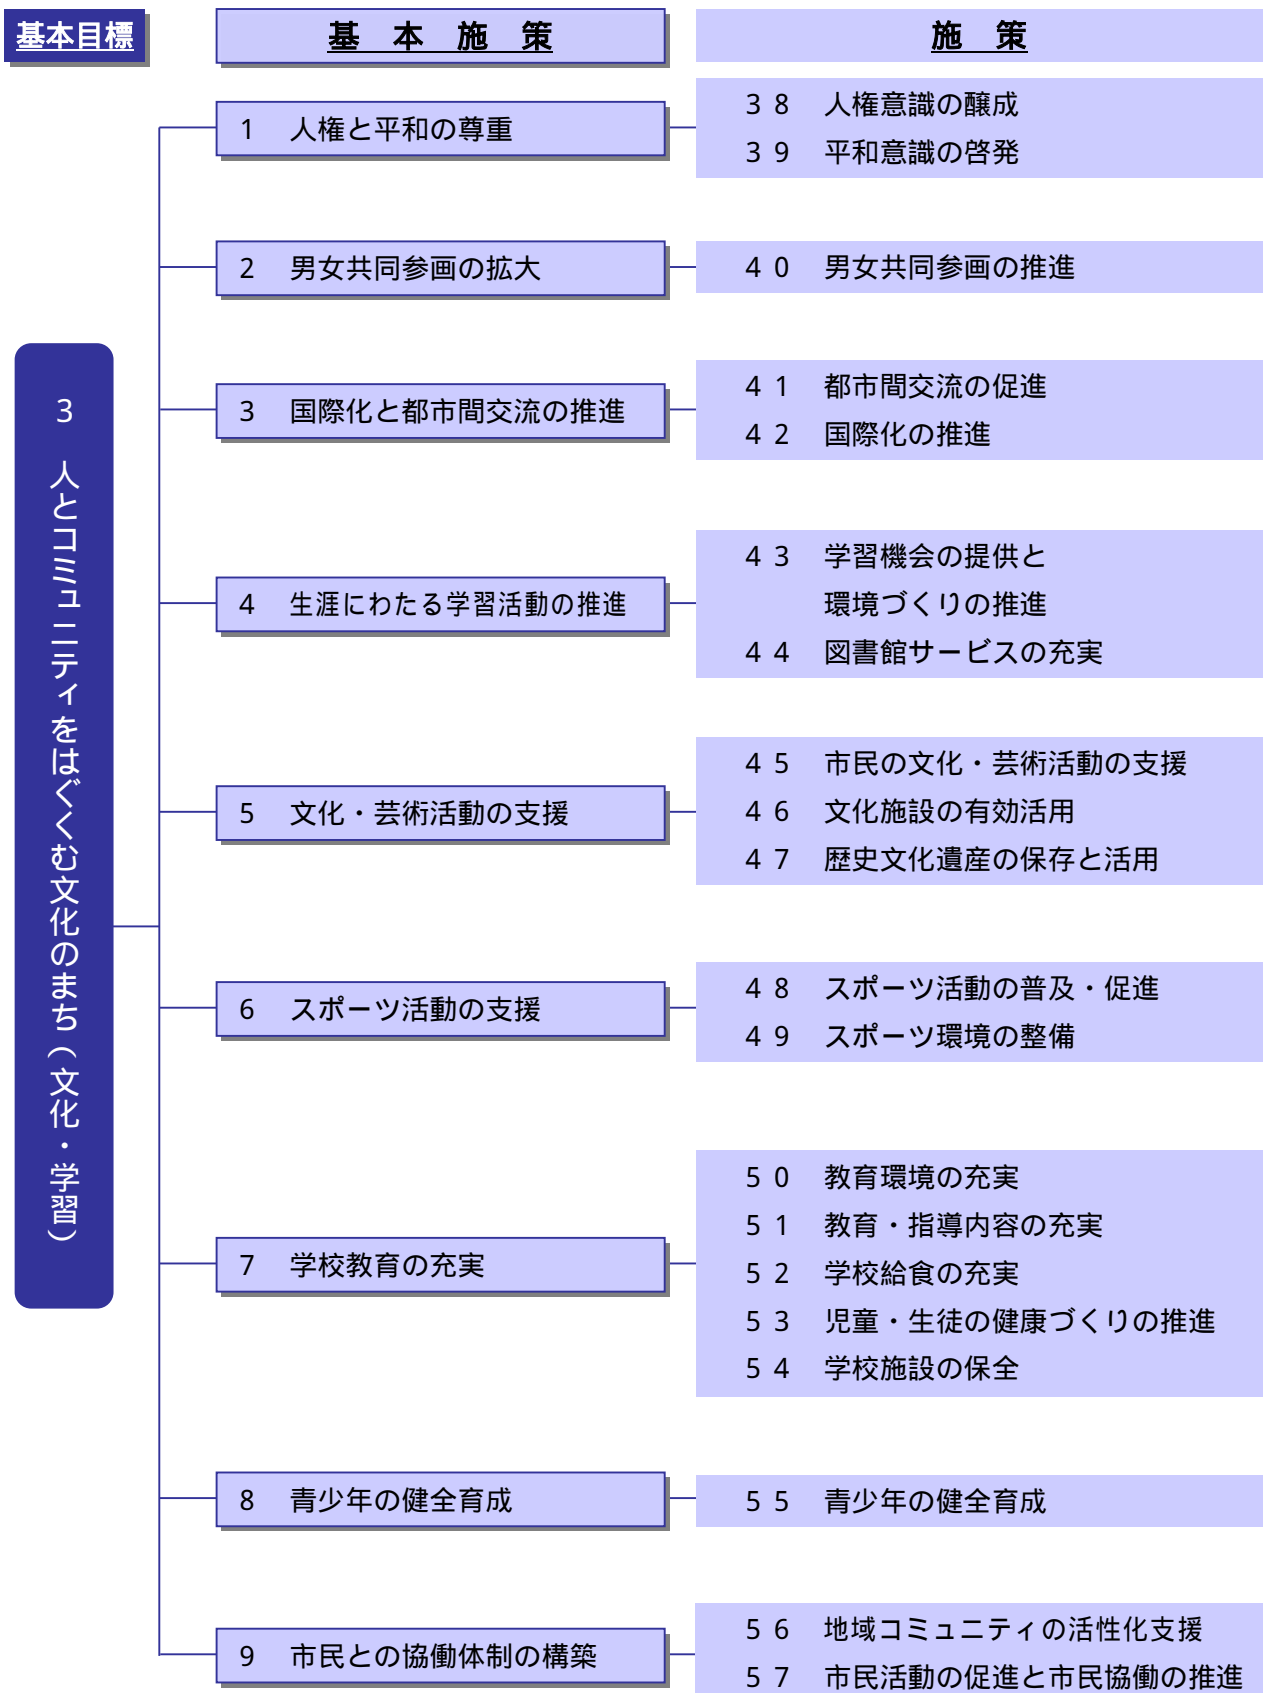 基本目標
基　本　施　策
施　策
3　人とコミュニティをはぐくむ文化のまち（文化・学習）
1　人権と平和の尊重
３８　人権意識の醸成
３９　平和意識の啓発
2　男女共同参画の拡大
４０　男女共同参画の推進
3　国際化と都市間交流の推進
４１　都市間交流の促進
４２　国際化の推進
4　生涯にわたる学習活動の推進
４３　学習機会の提供と
環境づくりの推進
４４　図書館サービスの充実
5　文化・芸術活動の支援
４５　市民の文化・芸術活動の支援
４６　文化施設の有効活用
４７　歴史文化遺産の保存と活用
6　スポーツ活動の支援
４８　スポーツ活動の普及・促進
４９　スポーツ環境の整備
7　学校教育の充実
５０　教育環境の充実
５１　教育・指導内容の充実
５２　学校給食の充実
５３　児童・生徒の健康づくりの推進
５４　学校施設の保全
8　青少年の健全育成
５５　青少年の健全育成
9　市民との協働体制の構築
５６　地域コミュニティの活性化支援
５７　市民活動の促進と市民協働の推進